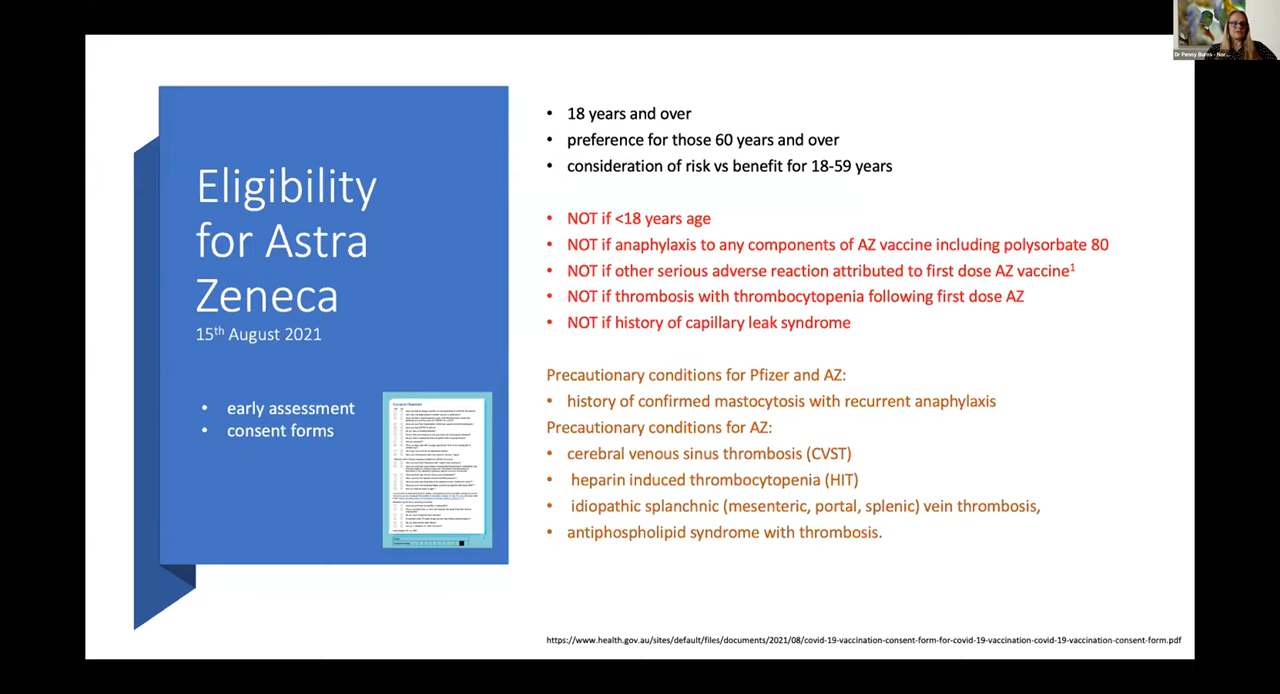 Dr Penny Burns - Nor...
Eligibility
for Astra
Zeneca
15th August 2021
• early assessment
• consent forms
• 18 years and over
• preference for those 60 years and over
• consideration of risk vs benefit for 18-59 years
• NOT if <18 years age
• NOT if anaphylaxis to any components of AZ vaccine including polysorbate 80
• NOT if other serious adverse reaction attributed to first dose AZ vaccine1
• NOT if thrombosis with thrombocytopenia following first dose AZ
• NOT if history of capillary leak syndrome
Precautionary conditions for Pfizer and AZ:
• history of confirmed mastocytosis with recurrent anaphylaxis
Precautionary conditions for AZ:
• cerebral venous sinus thrombosis (CVST)
• heparin induced thrombocytopenia (HIT)
• idiopathic splanchnic (mesenteric, portal, splenic) vein thrombosis,
• antiphospholipid syndrome with thrombosis.
https://www.health.gov.au/sites/default/files/documents/2021/08/covid-19-vaccination-consent-form-for-covid-19-vaccination-covid-19-vaccination-consent-form.pdf